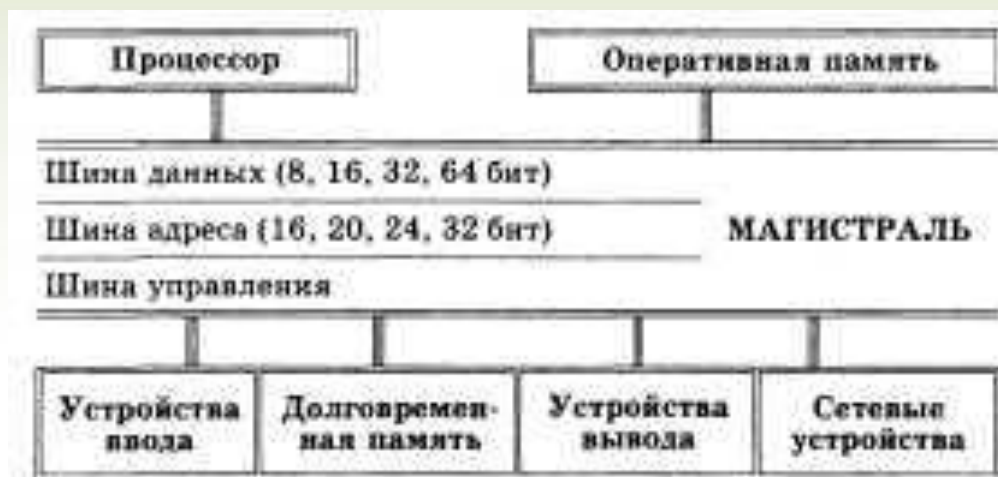 Процессор
Оперативная память
Шина данных (8, 16, 32, 64 бит)
Шина адреса (16, 20, 24, 32 бит)
МАГИСТРАЛЬ
Шина управления
Устройства
ввода
Долговремен-
ная память
Устройства
вывода
Сетевые
устройства